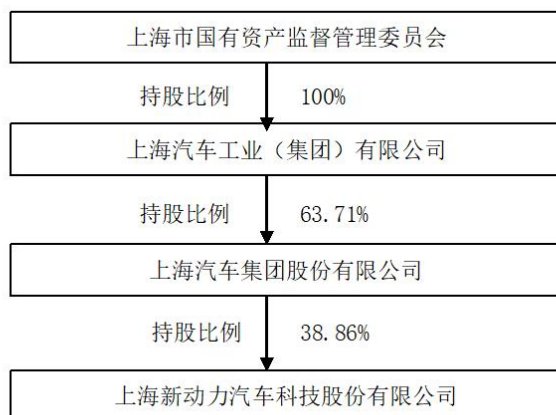 上海市国有资产监督管理委员会
持股比例 100%
上海汽车工业（集团）有限公司
持股比例 63.71%
上海汽车集团股份有限公司
持股比例 38.86%
上海新动力汽车科技股份有限公司